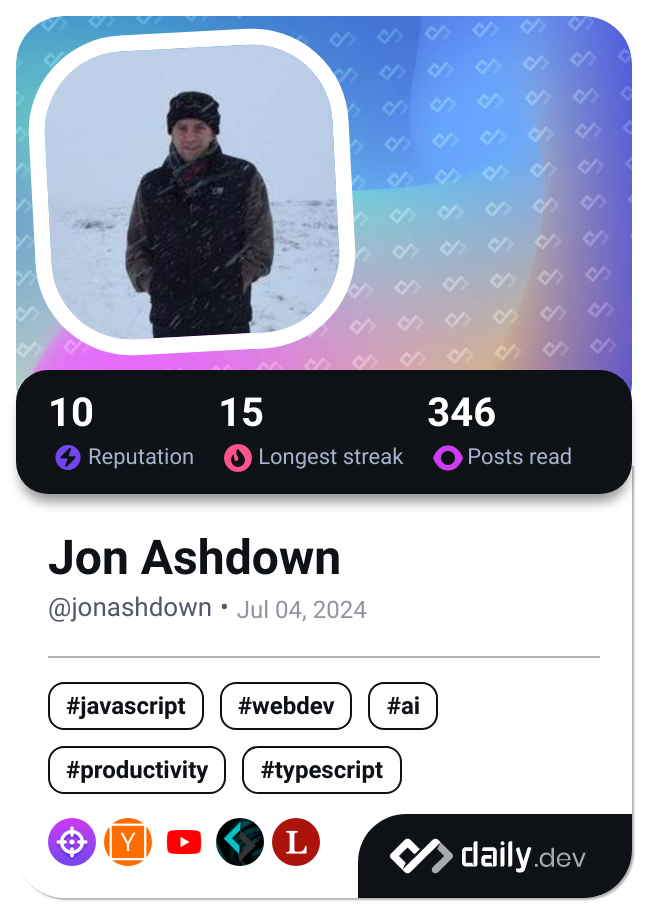 10 15 346
Reputation Longest streak Posts read
Jon Ashdown
@jonashdown • Jul 04, 2024
#javascript #webdev #ai
#productivity #typescript
Y L
daily.dev